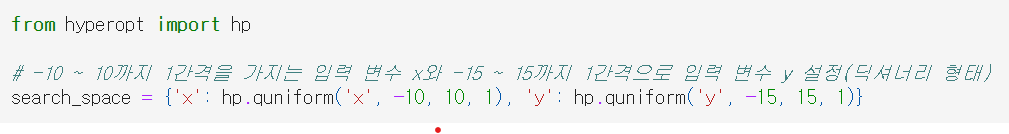 from hyperopt import hp
# -10 ~ 10까지 1간격을 가지는 입력 변수 x와 -15 ~ 15까지 1간격으로 입력 변수 y 설정(딕셔너리 형태)
search_space = {'x': hp.quniform('x', -10, 10, 1), 'y': hp.quniform('y', -15, 15, 1)}